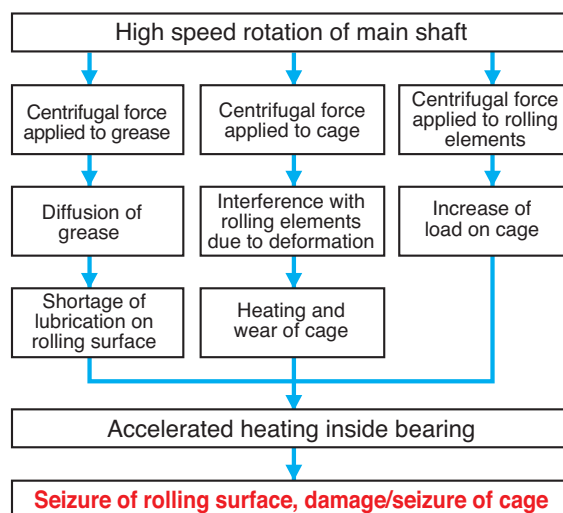 High speed rotation of main shaft
Centrifugal force
applied to grease
Centrifugal force
applied to cage
Centrifugal force
applied to rolling
elements
Diffusion of
grease
Interference with
rolling elements
due to deformation
Increase of
load on cage
Shortage of
lubrication on
rolling surface
Heating and
wear of cage
Accelerated heating inside bearing
Seizure of rolling surface, damage/seizure of cage